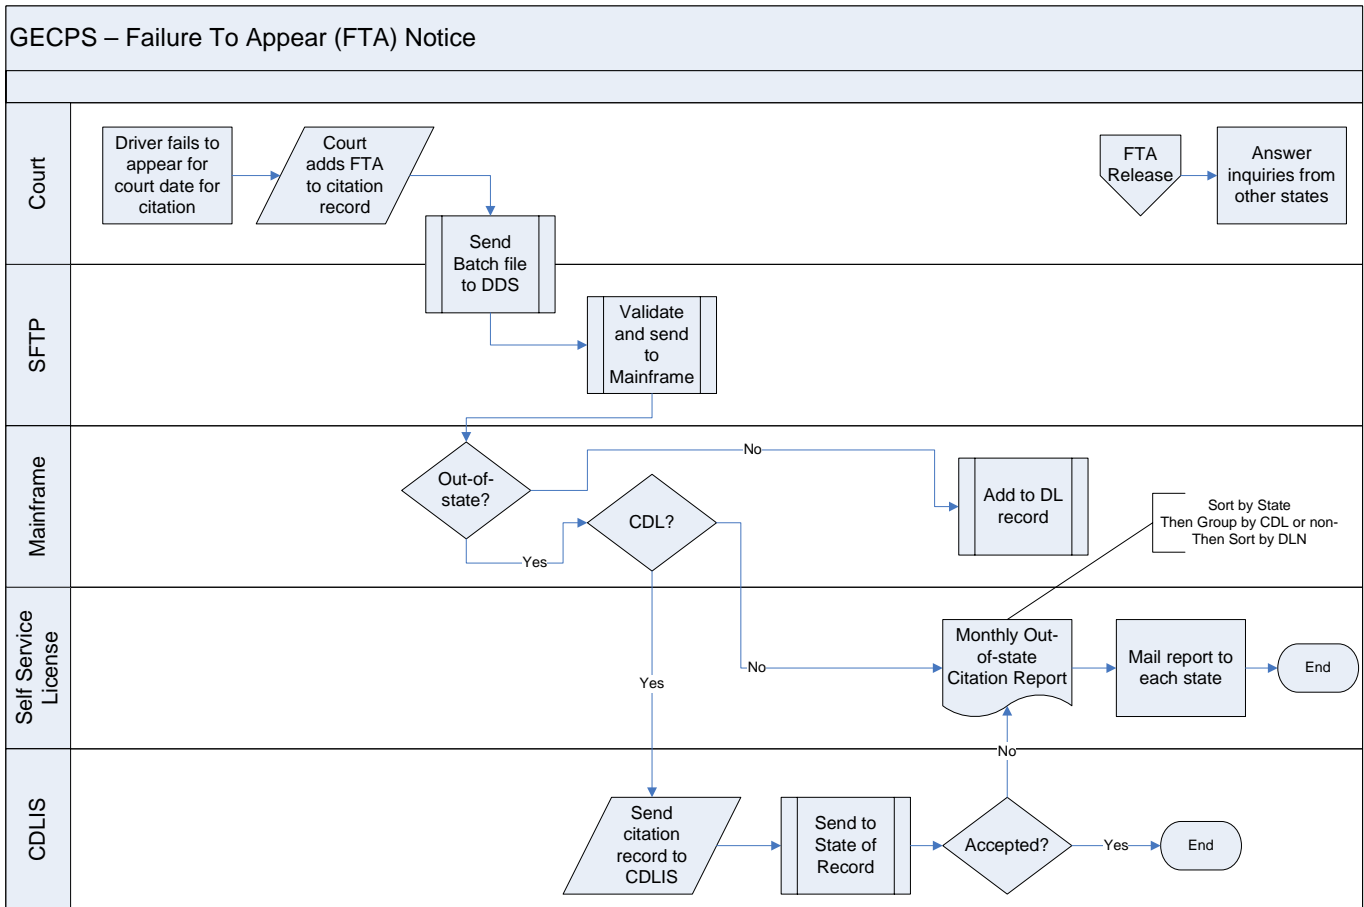 GECPS – Failure To Appear (FTA) Notice
Court
Driver fails to
appear for
court date for
citation
Court
adds FTA
to citation
record
FTA
Release
Answer
inquiries from
other states
Send
Batch file
to DDS
SFTP
Validate
and send
to
Mainframe
Mainframe
Out-of-
state?
Yes
CDL?
No
Add to DL
record
Sort by State
Then Group by CDL or non-
Then Sort by DLN
Self Service
License
Yes
No
Monthly Out-
of-state
Citation Report
Mail report to
each state
End
No
CDLIS
Send
citation
record to
CDLIS
Send to
State of
Record
Accepted?
Yes
End